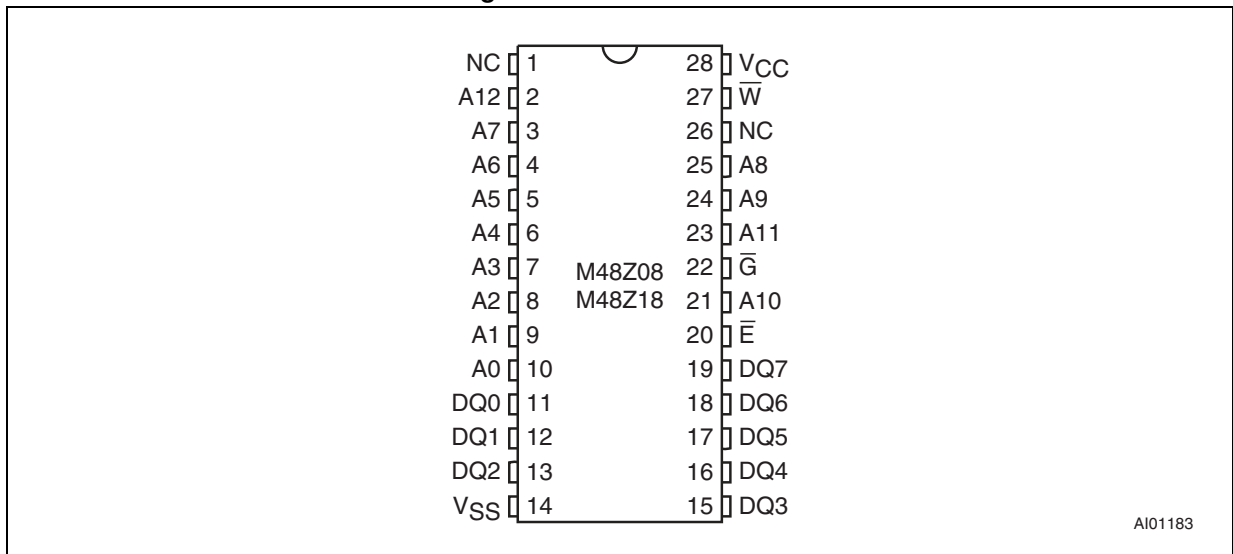 g
NC 1 28 VCC
A12 2 27 W̅
A7 3 26 NC
A6 4 25 A8
A5 5 24 A9
A4 6 23 A11
A3 7 M48Z08 22 G̅
A2 8 M48Z18 21 A10
A1 9 20 E̅
A0 10 19 DQ7
DQ0 11 18 DQ6
DQ1 12 17 DQ5
DQ2 13 16 DQ4
VSS 14 15 DQ3
AI01183